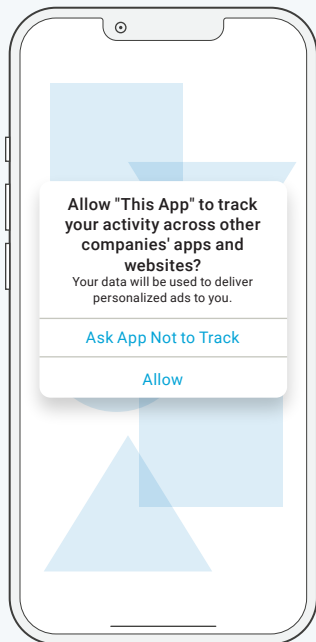 Allow "This App" to track
your activity across other
companies' apps and
websites?
Your data will be used to deliver
personalized ads to you.
Ask App Not to Track
Allow